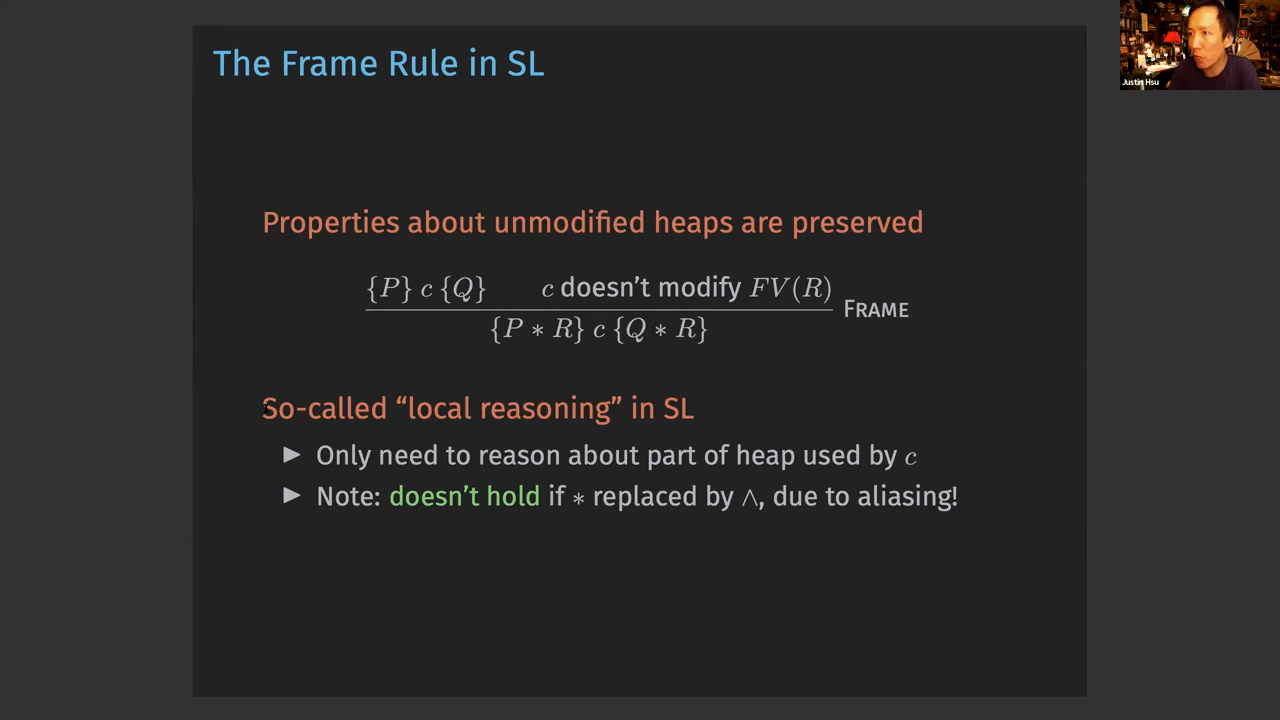 The Frame Rule in SL
Justin Hsu
Properties about unmodified heaps are preserved
{P} c {Q} c doesn't modify FV(R)
FRAME
{P ∗ R} c {Q ∗ R}
So-called “local reasoning” in SL
▶ Only need to reason about part of heap used by c
▶ Note: doesn't hold if ∗ replaced by ∧, due to aliasing!